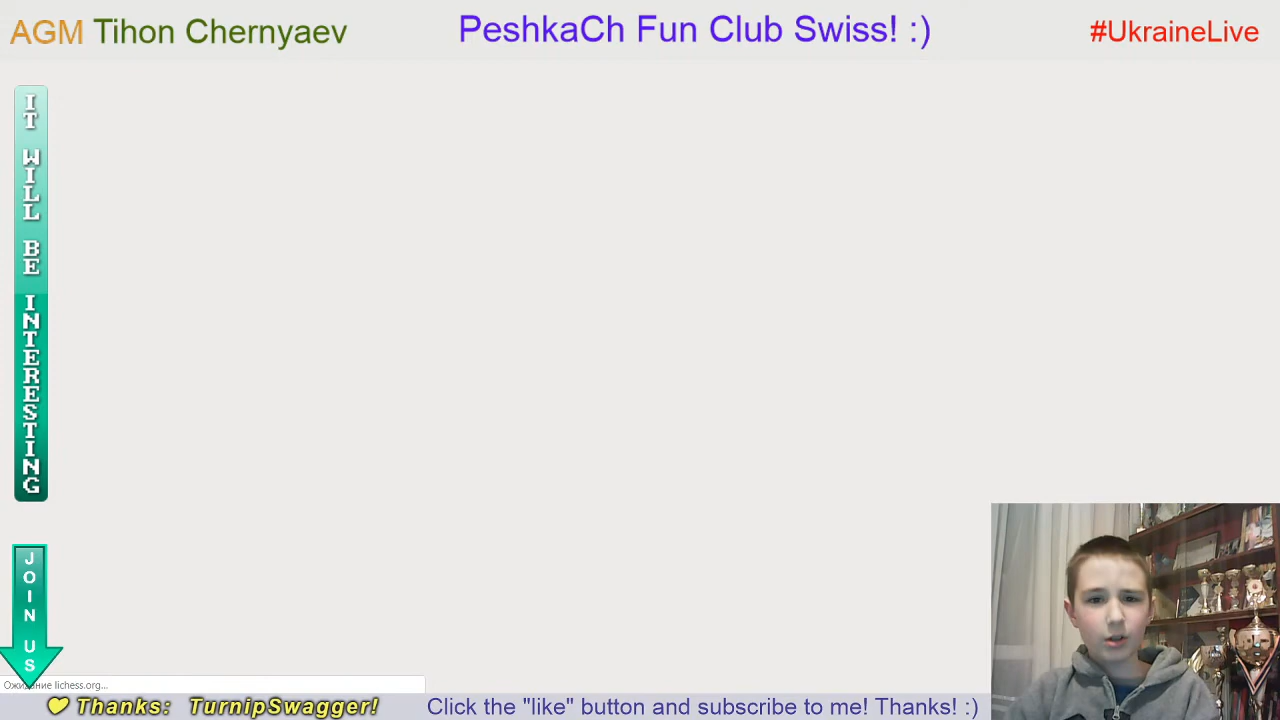 AGM Tihon Chernyaev
PeshkaCh Fun Club Swiss! :)
#UkraineLive
IT WILL BE INTERESTING
JOIN US
Ожидание lichess.org...
💛 Thanks: TurnipSwagger!
Click the "like" button and subscribe to me! Thanks! :)